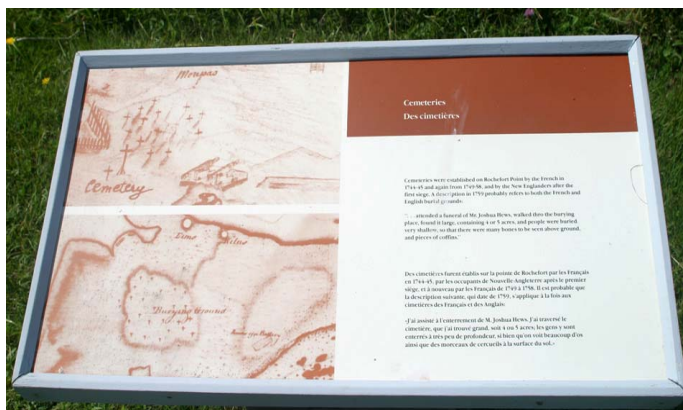 Morepas
Cemetery
Lime Kilns
Burying Ground
Cemeteries
Des cimetières
Cemeteries were established on Rochefort Point by the French in
1744-45 and again from 1749-58, and by the New Englanders after the
first siege. A description in 1759 probably refers to both the French and
English burial grounds:
". . . attended a funeral of Mr. Joshua Hews, walked thro the burying
place, found it large, containing 4 or 5 acres, and people were buried
very shallow, so that there were many bones to be seen above ground,
and pieces of coffins."
Des cimetières furent établis sur la pointe de Rochefort par les Français
en 1744-45, par les occupants de Nouvelle-Angleterre après le premier
siège, et à nouveau par les Français de 1749 à 1758. Il est probable que
la description suivante, qui date de 1759, s'applique à la fois aux
cimetières des Français et des Anglais:
«J'ai assisté à l'enterrement de M. Joshua Hews. J'ai traversé le
cimetière, que j'ai trouvé grand, soit 4 ou 5 acres, les gens y sont
enterrés à très peu de profondeur, si bien qu'on voit beaucoup d'os
ainsi que des morceaux de cercueils à la surface du sol.»